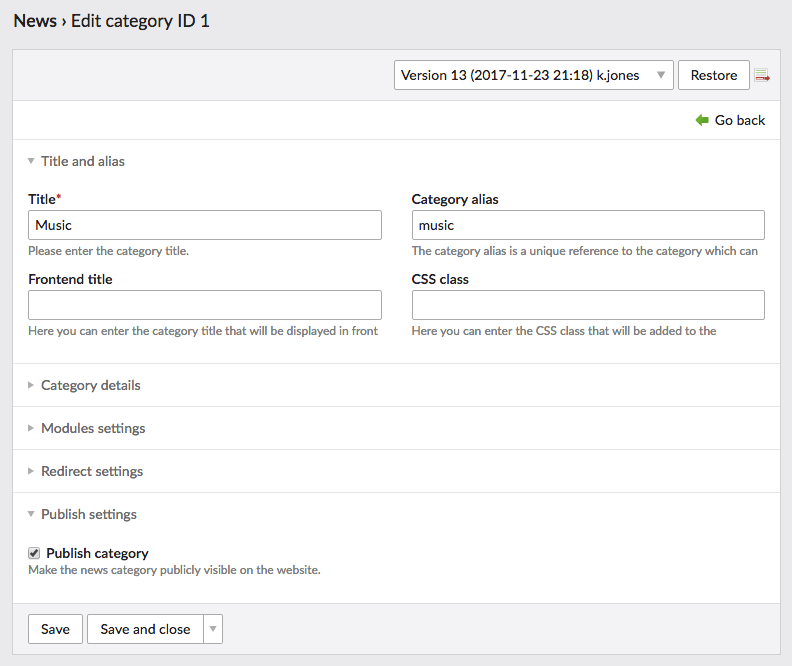 News › Edit category ID 1
Version 13 (2017-11-23 21:18) k.jones
Restore
Go back
Title and alias
Title*
Category alias
Music
music
Please enter the category title.
The category alias is a unique reference to the category which can
Frontend title
CSS class
Here you can enter the category title that will be displayed in front
Here you can enter the CSS class that will be added to the
Category details
Modules settings
Redirect settings
Publish settings
Publish category
Make the news category publicly visible on the website.
Save
Save and close